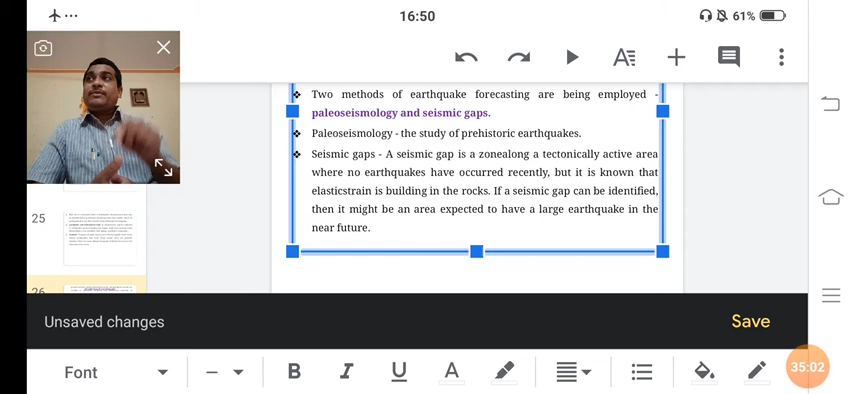 16:50
61%
❖ Two methods of earthquake forecasting are being employed -
paleoseismology and seismic gaps.
❖ Paleoseismology - the study of prehistoric earthquakes.
❖ Seismic gaps - A seismic gap is a zonealong a tectonically active area
where no earthquakes have occurred recently, but it is known that
elasticstrain is building in the rocks. If a seismic gap can be identified,
then it might be an area expected to have a large earthquake in the
near future.
25
26
Unsaved changes
Save
Font
B I U A
35:02